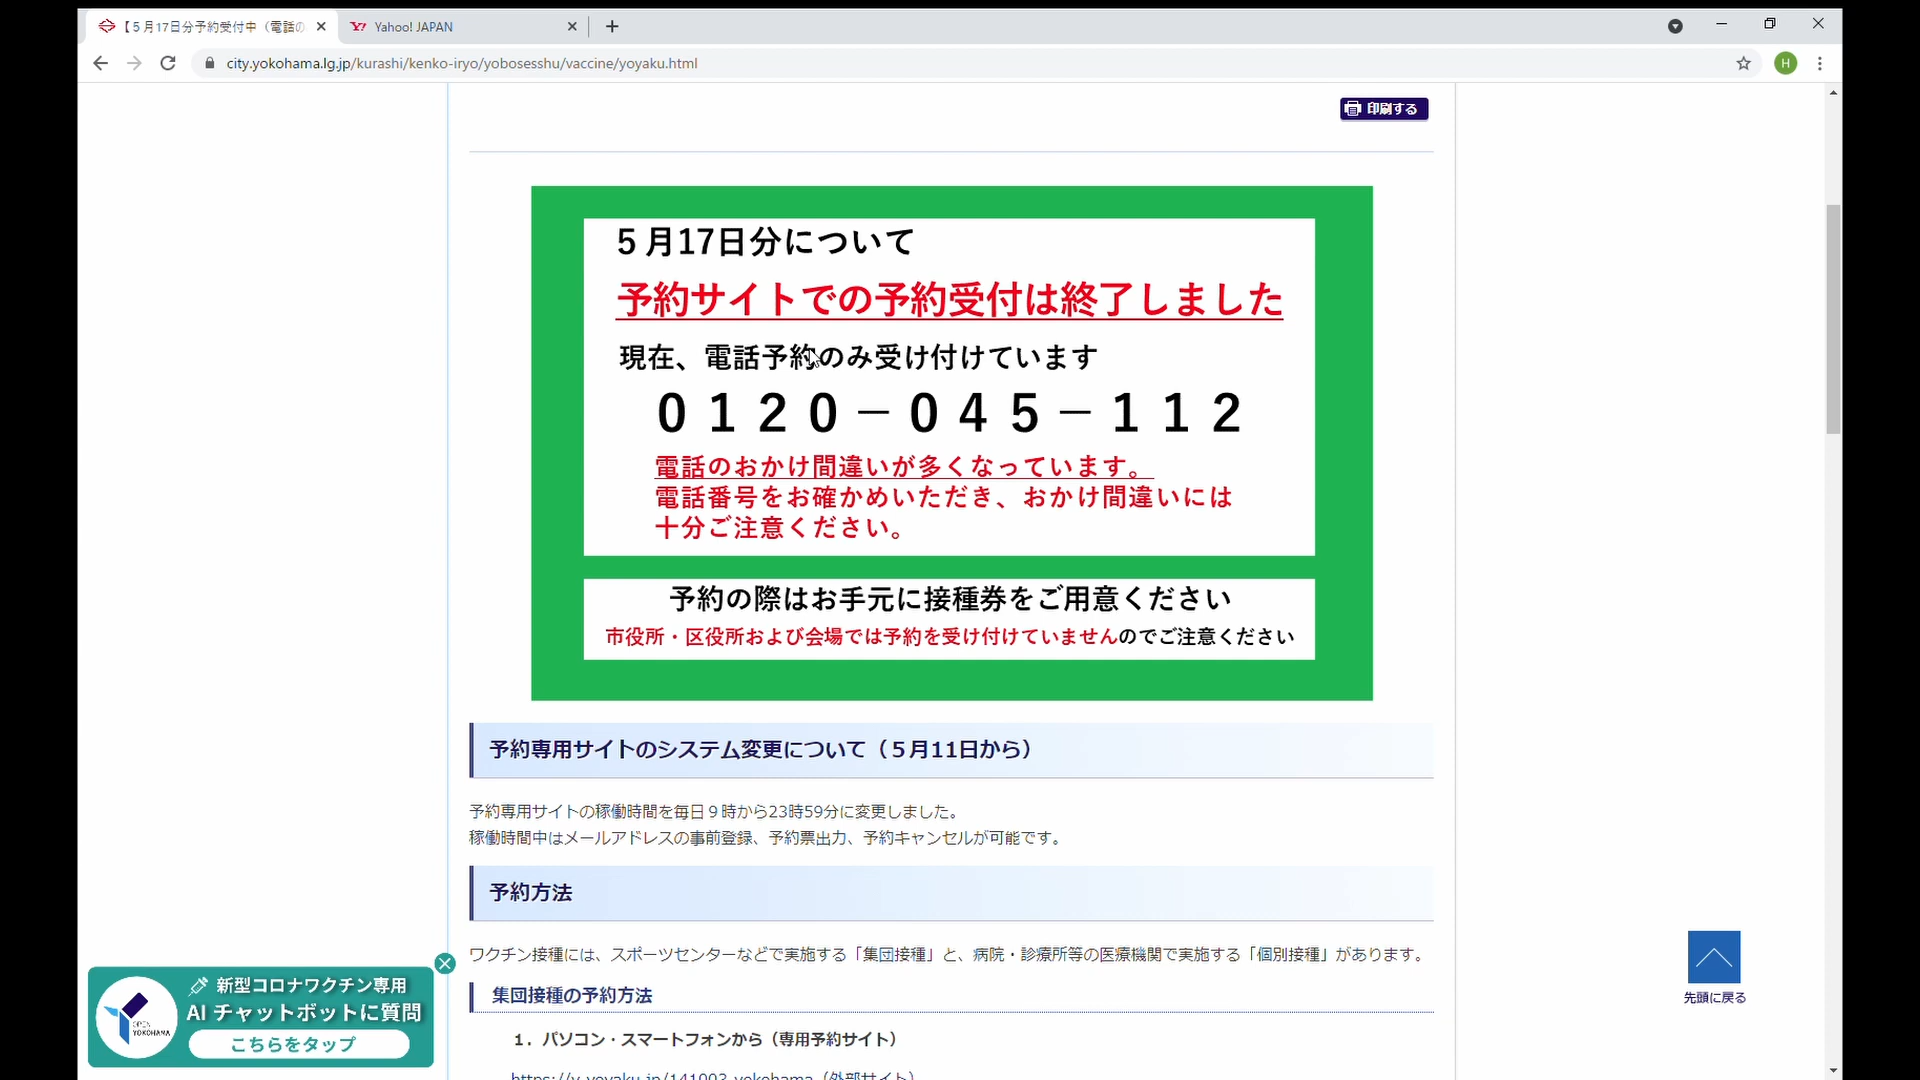 【５月17日分予約受付中（電話の
Yahoo! JAPAN
city.yokohama.lg.jp/kurashi/kenko-iryo/yobosesshu/vaccine/yoyaku.html
H
印刷する
５月17日分について
予約サイトでの予約受付は終了しました
現在、電話予約のみ受け付けています
０１２０－０４５－１１２
電話のおかけ間違いが多くなっています。
電話番号をお確かめいただき、おかけ間違いには
十分ご注意ください。
予約の際はお手元に接種券をご用意ください
市役所・区役所および会場では予約を受け付けていませんのでご注意ください
予約専用サイトのシステム変更について（５月11日から）
予約専用サイトの稼働時間を毎日９時から23時59分に変更しました。
稼働時間中はメールアドレスの事前登録、予約票出力、予約キャンセルが可能です。
予約方法
ワクチン接種には、スポーツセンターなどで実施する「集団接種」と、病院・診療所等の医療機関で実施する「個別接種」があります。
集団接種の予約方法
１．パソコン・スマートフォンから（専用予約サイト）
https://v-yoyaku.jp/141003-yokohama（外部サイト）
先頭に戻る
OPEN YOKOHAMA
新型コロナワクチン専用
AI チャットボットに質問
こちらをタップ